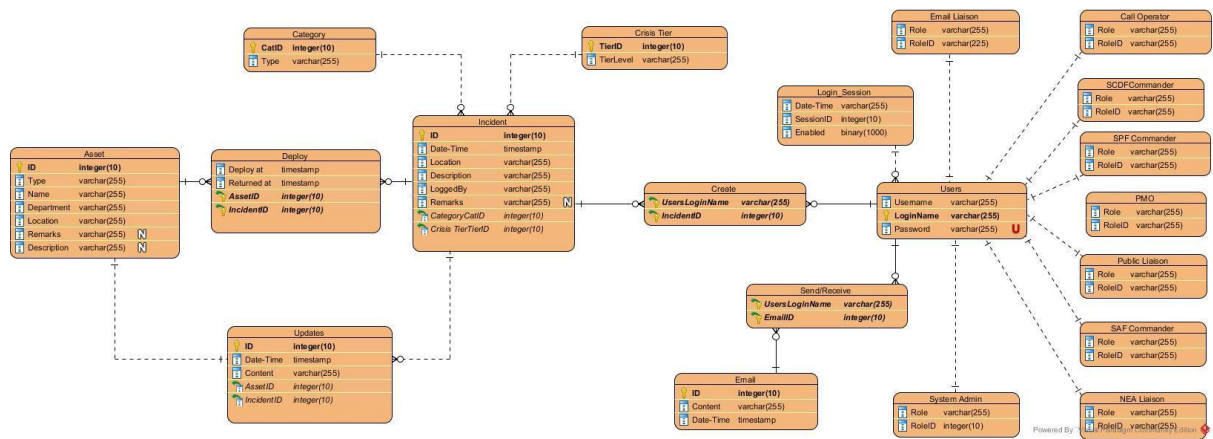 Category
CatID integer(10)
Type varchar(255)
Crisis Tier
TierID integer(10)
TierLevel varchar(255)
Email Liaison
Role varchar(255)
RoleID varchar(225)
Call Operator
Role varchar(255)
RoleID varchar(255)
Login_Session
Date-Time varchar(255)
SessionID integer(10)
Enabled binary(1000)
SCDFCommander
Role varchar(255)
RoleID varchar(255)
SPF Commander
Role varchar(255)
RoleID varchar(255)
Asset
ID integer(10)
Type varchar(255)
Name varchar(255)
Department varchar(255)
Location varchar(255)
Remarks varchar(255) N
Description varchar(255) N
Deploy
Deploy at timestamp
Returned at timestamp
AssetID integer(10)
IncidentID integer(10)
Incident
ID integer(10)
Date-Time timestamp
Location varchar(255)
Description varchar(255)
LoggedBy varchar(255)
Remarks varchar(255) N
CategoryCatID integer(10)
Crisis TierTierID integer(10)
Create
UsersLoginName varchar(255)
IncidentID integer(10)
Users
Username varchar(255)
LoginName varchar(255)
Password varchar(255) U
PMO
Role varchar(255)
RoleID varchar(255)
Public Liaison
Role varchar(255)
RoleID varchar(255)
Send/Receive
UsersLoginName varchar(255)
EmailID integer(10)
SAF Commander
Role varchar(255)
RoleID varchar(255)
Updates
ID integer(10)
Date-Time timestamp
Content varchar(255)
AssetID integer(10)
IncidentID integer(10)
Email
ID integer(10)
Content varchar(255)
Date-Time timestamp
System Admin
Role varchar(255)
RoleID integer(10)
NEA Liaison
Role varchar(255)
RoleID varchar(255)
Powered By Visual Paradigm Community Edition